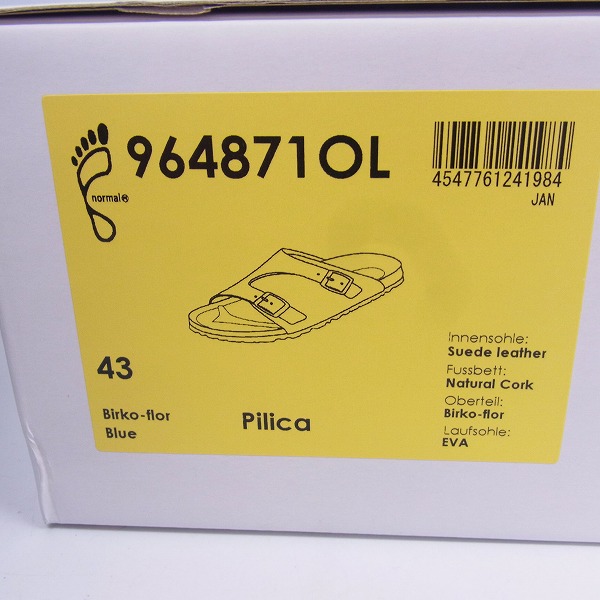 964871OL
4547761241984
JAN
normal®
43
Birko-flor
Blue
Pilica
Innensohle:
Suede leather
Fussbett:
Natural Cork
Oberteil:
Birko-flor
Laufsohle:
EVA